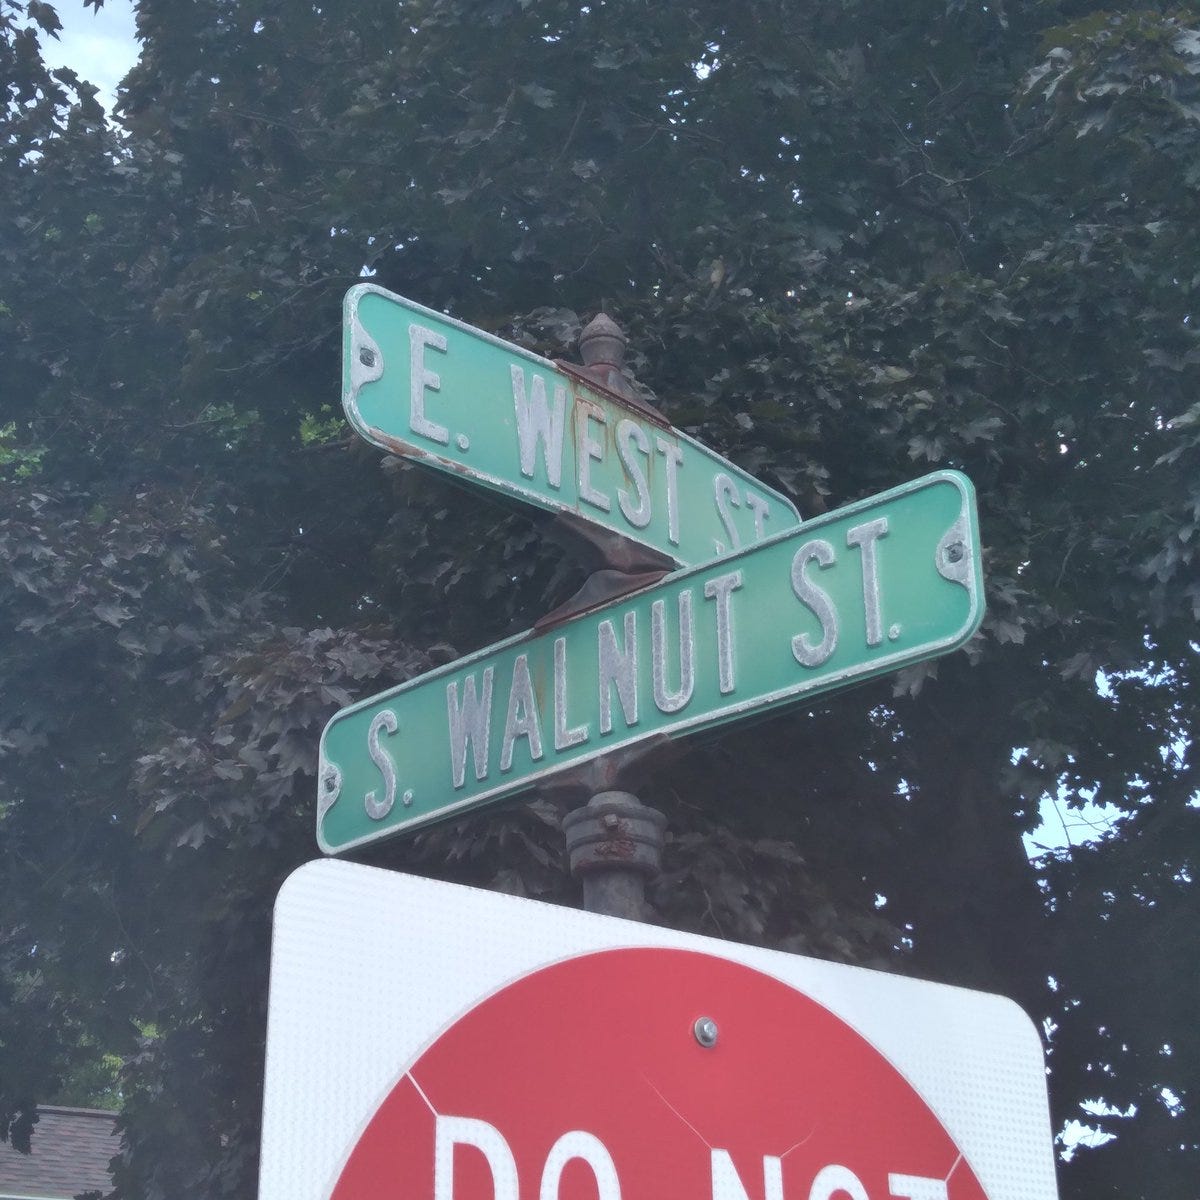 E. WEST ST.
S. WALNUT ST.
DO NOT